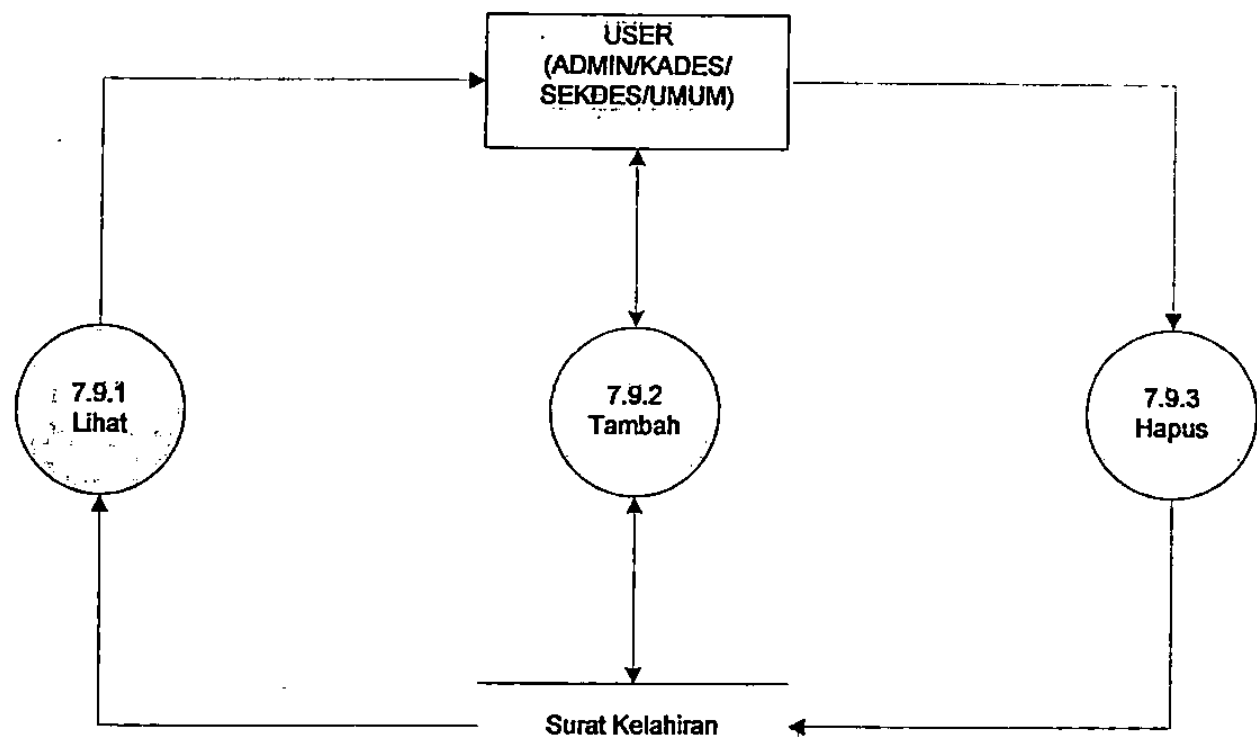 USER
(ADMIN/KADES/
SEKDES/UMUM)
7.9.1
Lihat
7.9.2
Tambah
7.9.3
Hapus
Surat Kelahiran